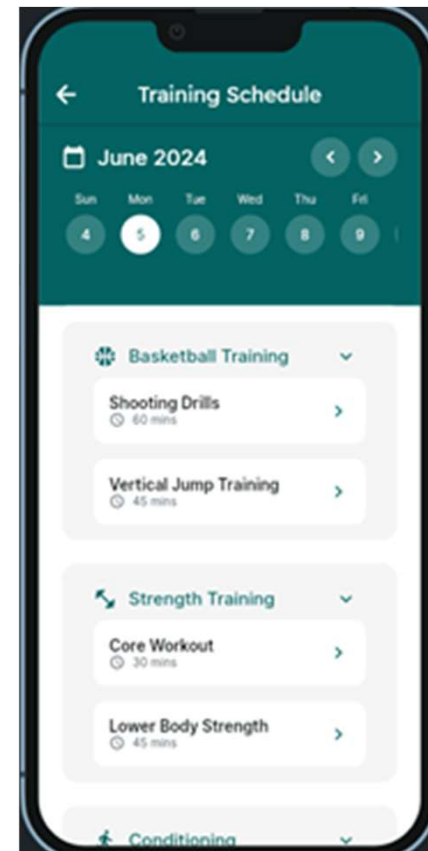 Training Schedule
June 2024
Sun Mon Tue Wed Thu Fri
4 5 6 7 8 9
Basketball Training
Shooting Drills
60 mins
Vertical Jump Training
45 mins
Strength Training
Core Workout
30 mins
Lower Body Strength
45 mins
Conditioning